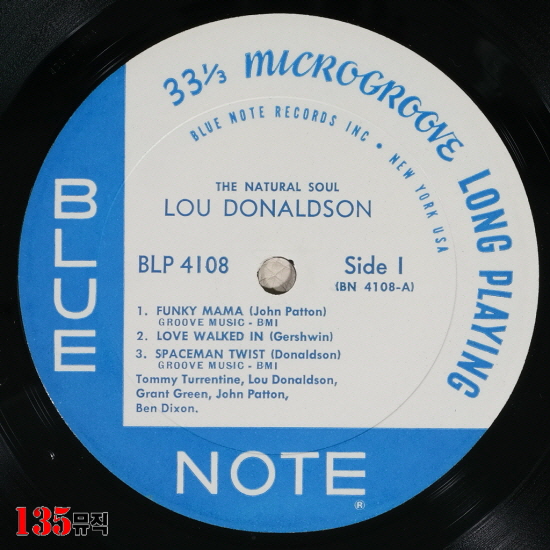 33⅓ MICROGROOVE LONG PLAYING
BLUE NOTE RECORDS INC • NEW YORK USA
THE NATURAL SOUL
LOU DONALDSON
BLP 4108
Side 1
(BN 4108-A)
1. FUNKY MAMA (John Patton)
GROOVE MUSIC - BMI
2. LOVE WALKED IN (Gershwin)
3. SPACEMAN TWIST (Donaldson)
GROOVE MUSIC - BMI
Tommy Turrentine, Lou Donaldson,
Grant Green, John Patton,
Ben Dixon.
BLUE
NOTE
®
135뮤직